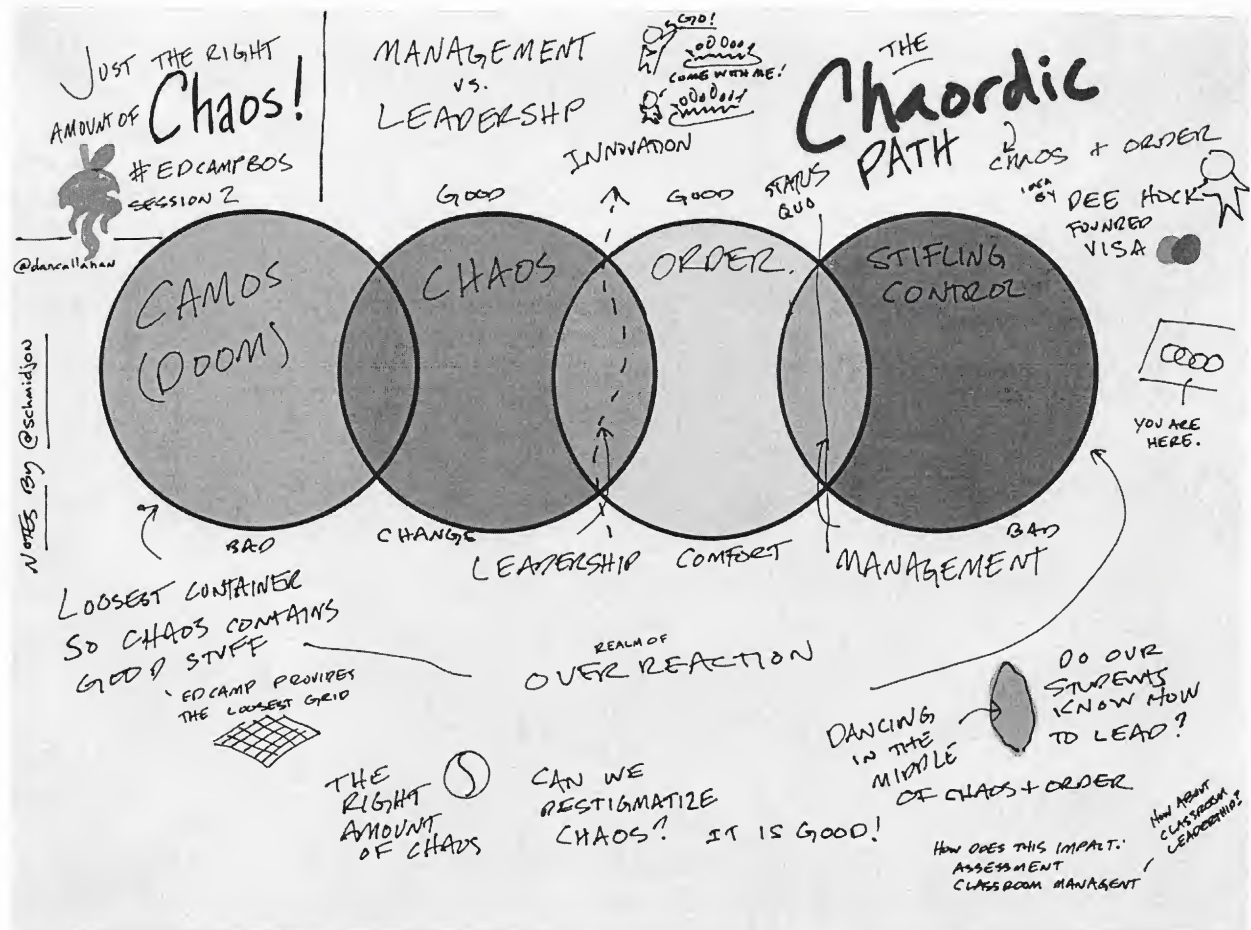 JUST THE RIGHT
AMOUNT OF Chaos!
#EDCAMPBOS
SESSION 2
@dancallahan
NOTES By @schmidjon
MANAGEMENT
VS.
LEADERSHP
GO!
COME WITH ME!
THE
Chaordic
PATH
CHAOS + ORDER
IDEA
BY
DEE HOCK
FOUNDED
VISA
INNOVATION
GOOD
GOOD
STATUS
QUO
CAMOS
(DOOM)
CHAOS
ORDER.
STIFLING
CONTROL
YOU ARE
HERE.
BAD
CHANGE
LEADERSHIP
COMFORT
MANAGEMENT
BAD
LOOSEST CONTAINER
SO CHAOS CONTAINS
GOOD STUFF
EDCAMP PROVIDES
THE LOOSEST GRID
REALM OF
OVER REACTION
DANCING
IN THE
MIDDLE
OF CHAOS + ORDER
DO OUR
STUDENTS
KNOW HOW
TO LEAD?
THE
RIGHT
AMOUNT
OF CHAOS
CAN WE
DESTIGMATIZE
CHAOS? IT IS GOOD!
HOW DOES THIS IMPACT:
ASSESSMENT
CLASSROOM MANAGENT
HOW ABOUT
CLASSROOM
LEADERSHIP?